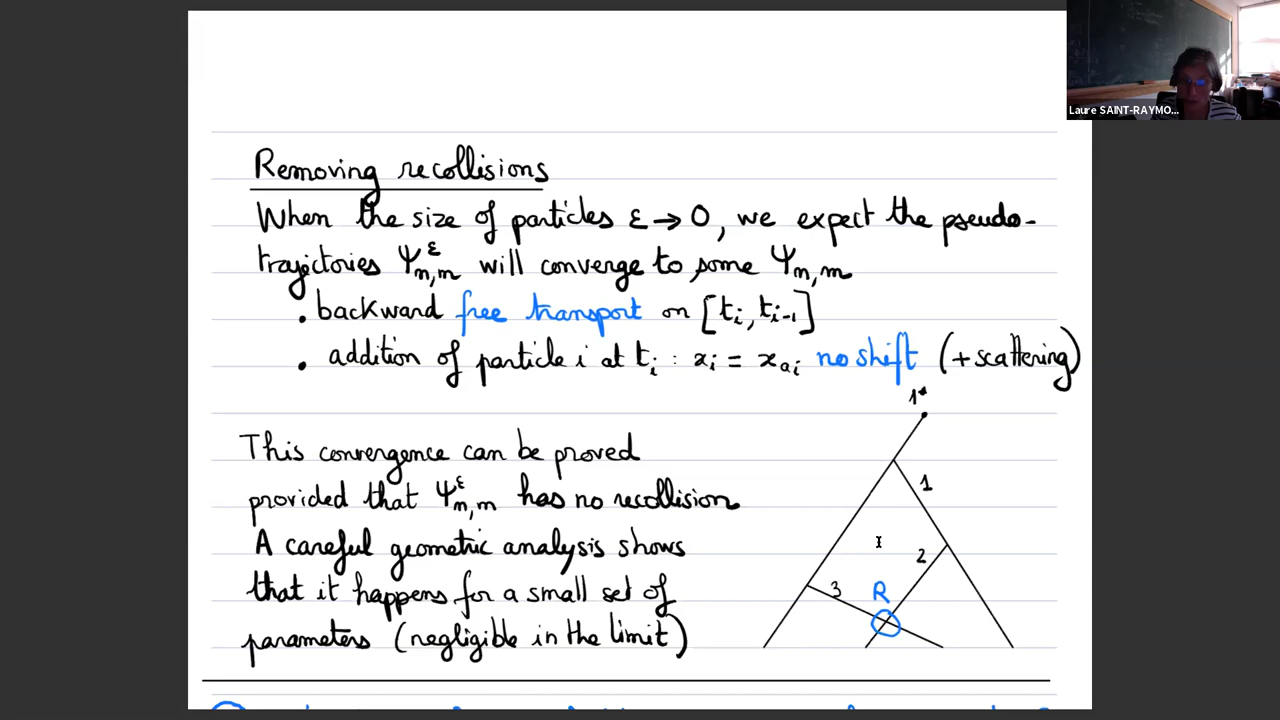 Laure SAINT-RAYMO...
Removing recollisions
When the size of particles ε → 0, we expect the pseudo-
trajectories Ψ^ε_{n,m} will converge to some Ψ_{n,m}
• backward free transport on [t_i, t_{i-1}]
• addition of particle i at t_i : x_i = x_{a_i} no shift (+ scattering)
1*
This convergence can be proved
1
provided that Ψ^ε_{n,m} has no recollision
A careful geometric analysis shows
2
that it happens for a small set of
3 R
parameters (negligible in the limit)